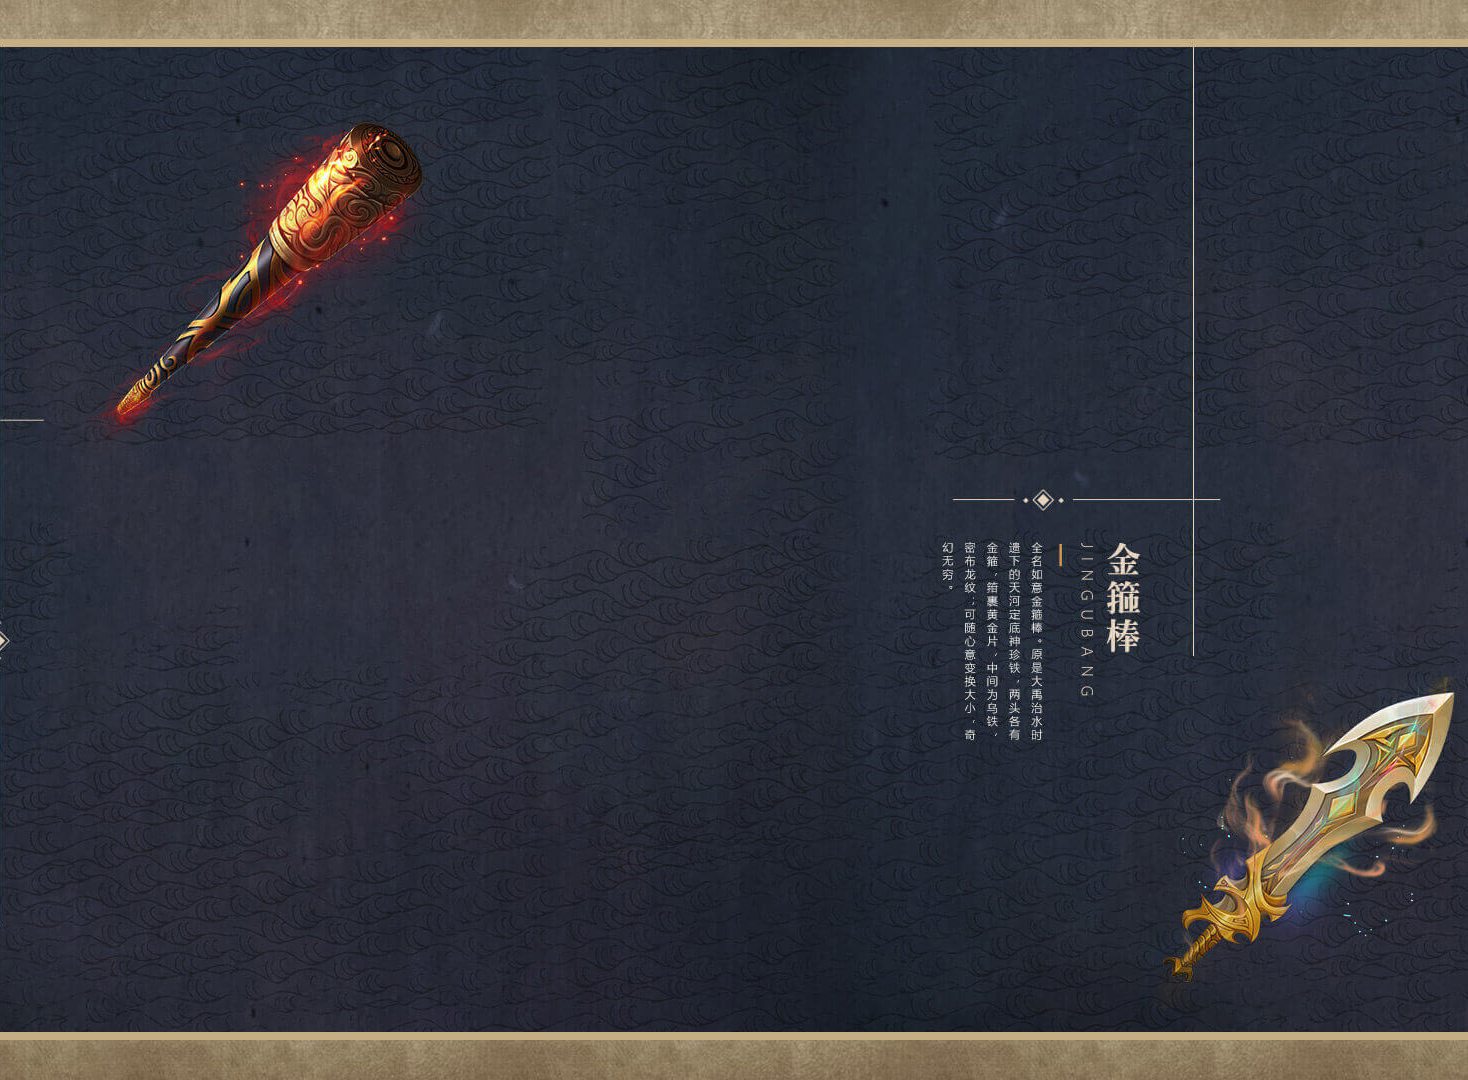 金箍棒
JINGUBANG
全名如意金箍棒。原是大禹治水时
遗下的天河定底神珍铁，两头各有
金箍，箔裹黄金片，中间为乌铁，
密布龙纹；可随心意变换大小，奇
幻无穷。